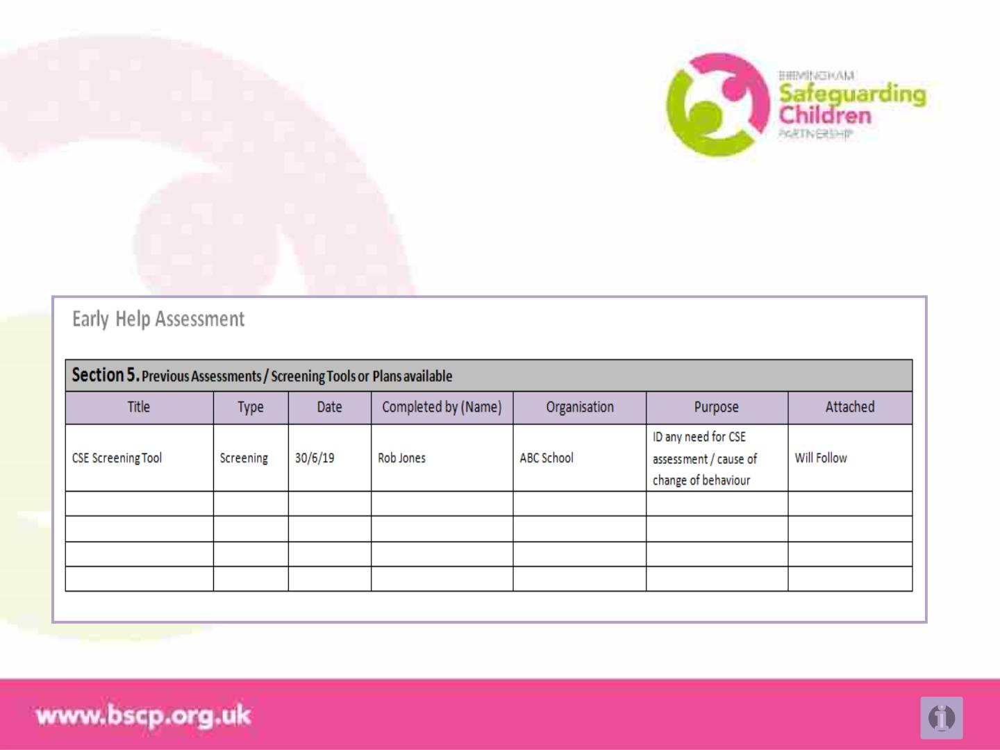 BIRMINGHAM
Safeguarding
Children
PARTNERSHIP
Early Help Assessment
Section 5. Previous Assessments / Screening Tools or Plans available
Title Type Date Completed by (Name) Organisation Purpose Attached
CSE Screening Tool Screening 30/6/19 Rob Jones ABC School ID any need for CSE assessment / cause of change of behaviour Will Follow
www.bscp.org.uk
i